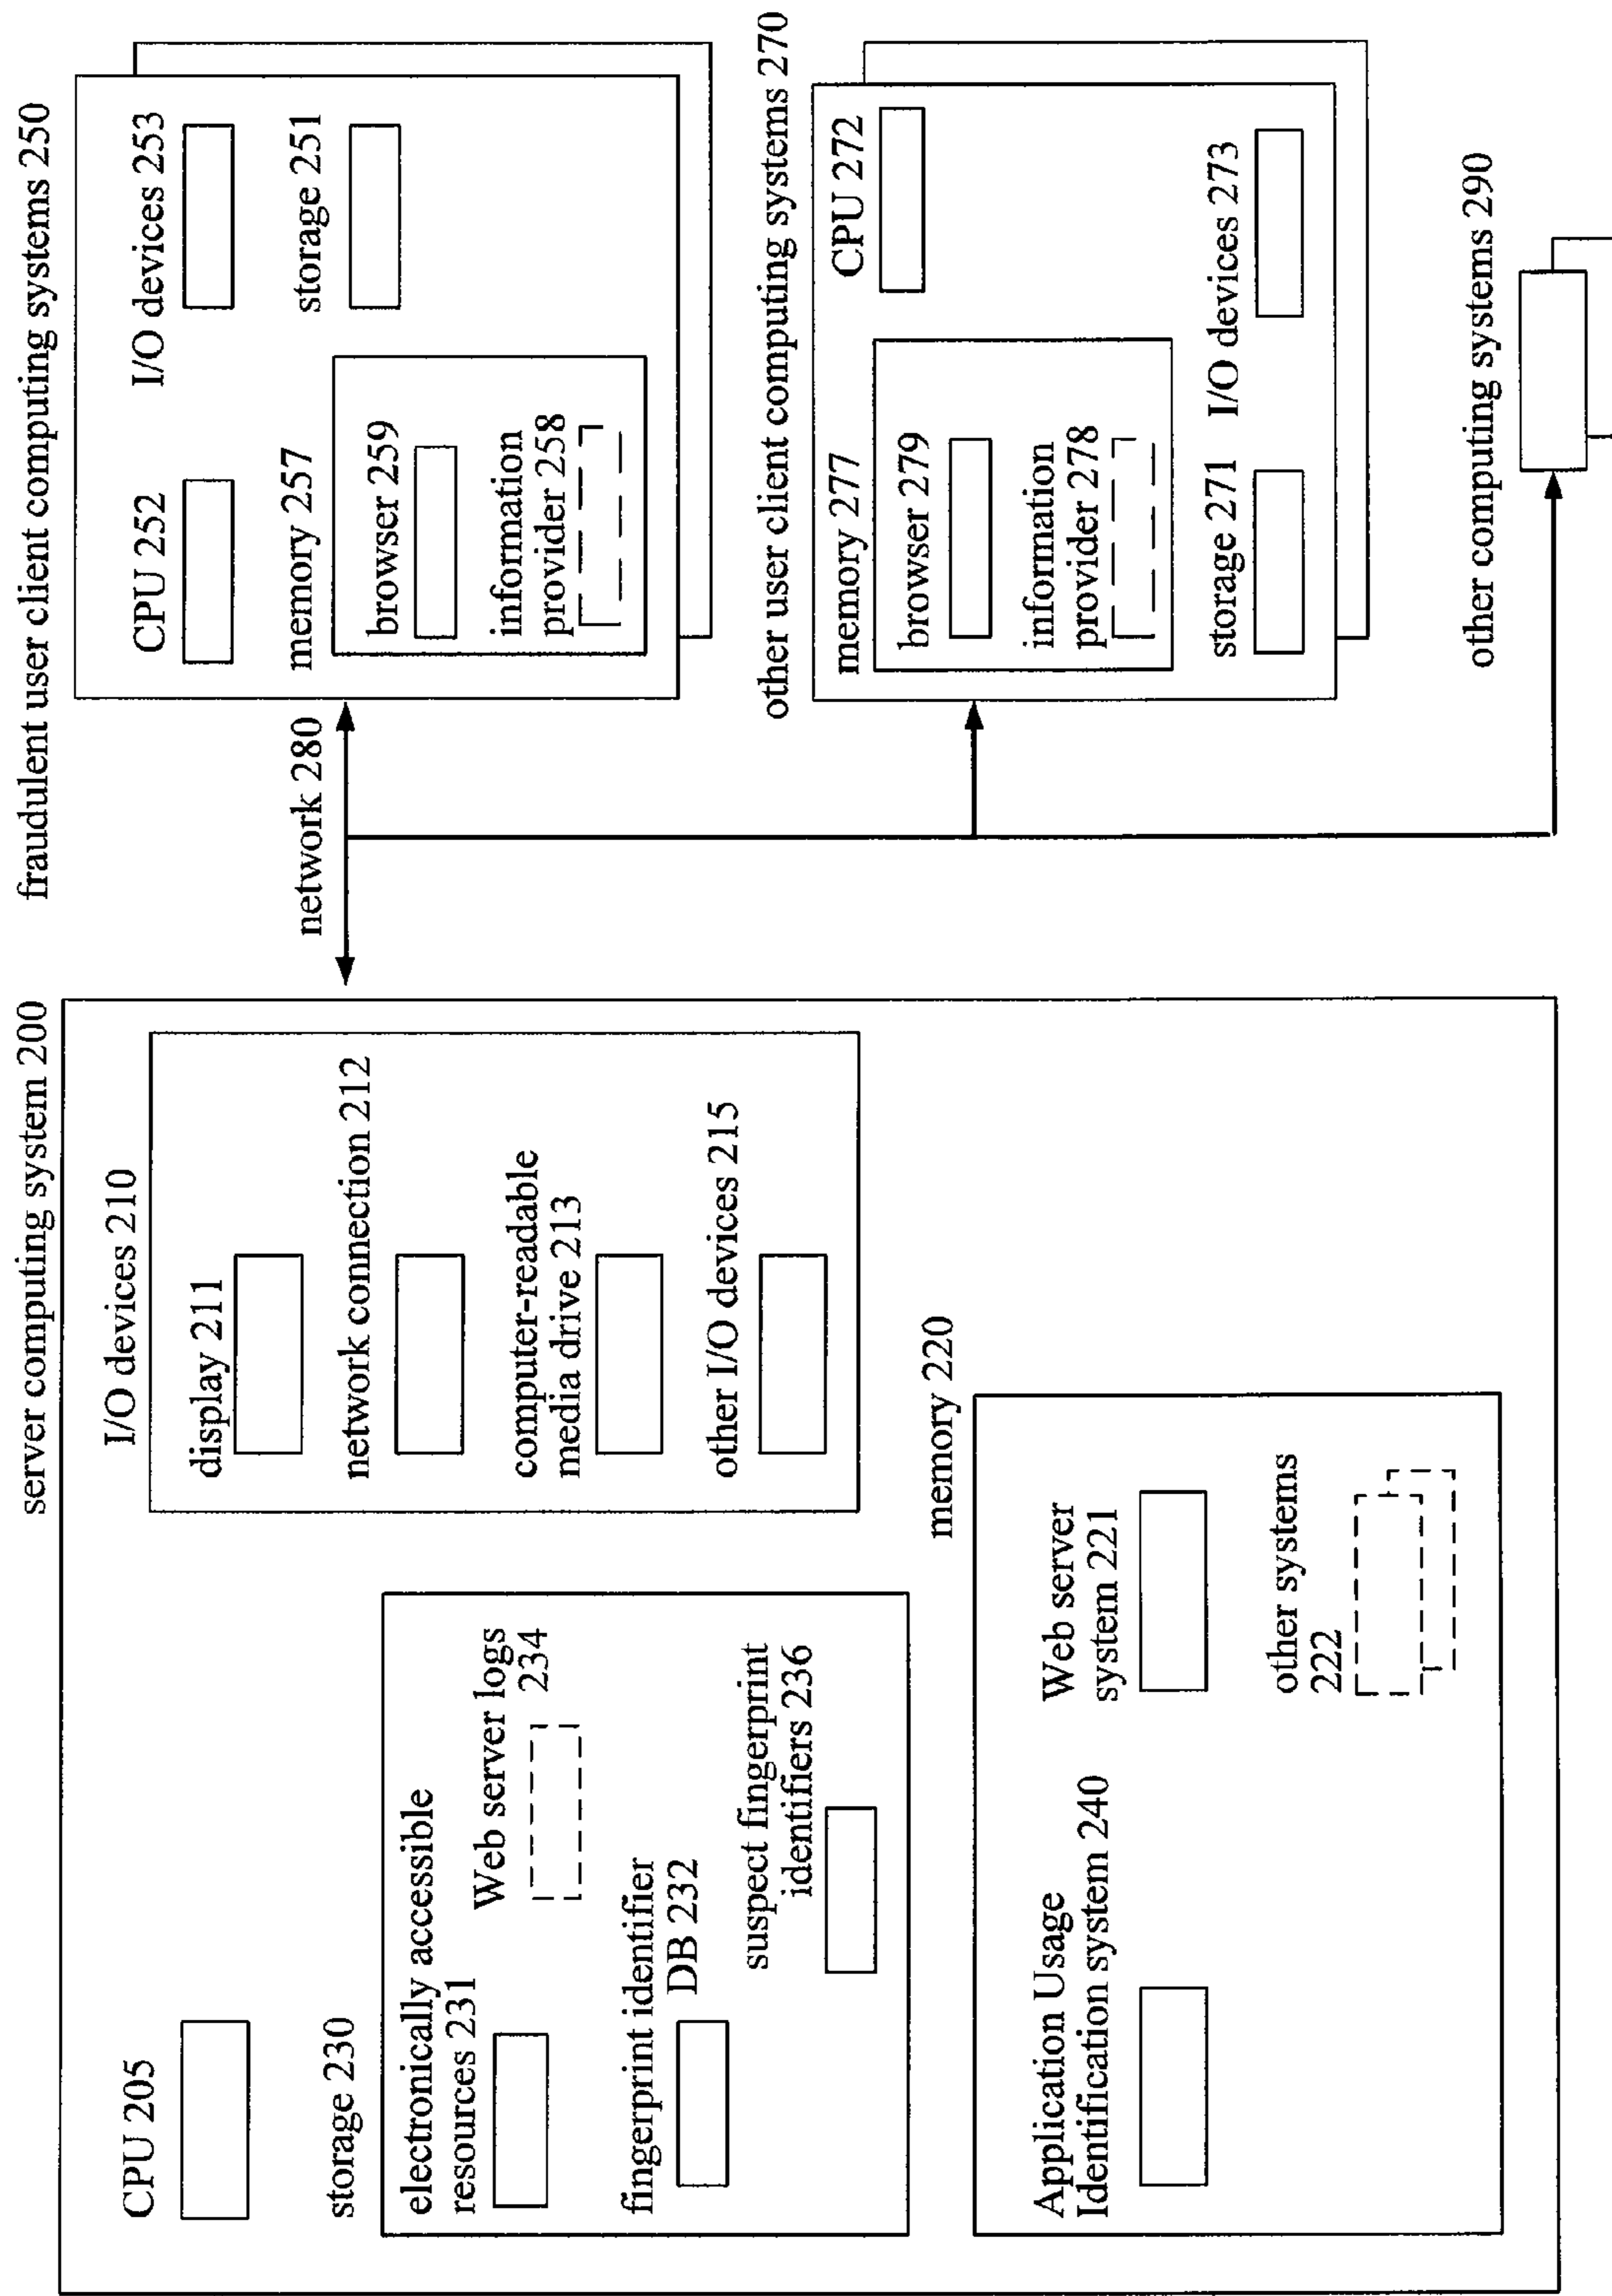 server computing system 200
CPU 205
I/O devices 210
display 211
network connection 212
computer-readable
media drive 213
other I/O devices 215
storage 230
electronically accessible
resources 231
Web server logs
234
fingerprint identifier
DB 232
suspect fingerprint
identifiers 236
memory 220
Application Usage
Identification system 240
Web server
system 221
other systems
222
network 280
fraudulent user client computing systems 250
CPU 252
I/O devices 253
memory 257
storage 251
browser 259
information
provider 258
other user client computing systems 270
memory 277
CPU 272
browser 279
information
provider 278
storage 271
I/O devices 273
other computing systems 290